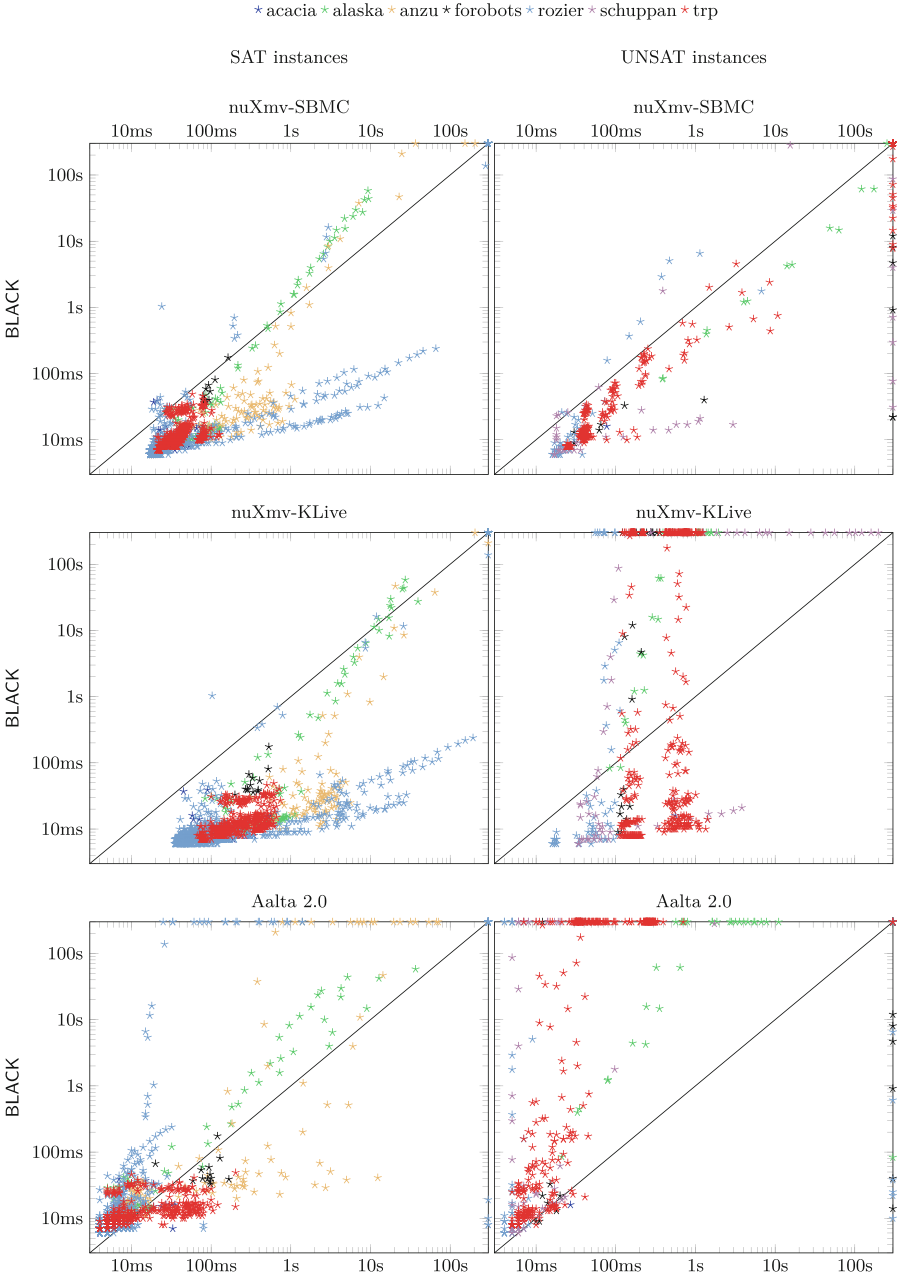 acacia alaska anzu forobots rozier schuppan trp
SAT instances UNSAT instances
nuXmv-SBMC nuXmv-SBMC
10ms 100ms 1s 10s 100s 10ms 100ms 1s 10s 100s
100s
10s
1s
100ms
10ms
BLACK
nuXmv-KLive nuXmv-KLive
100s
10s
1s
100ms
10ms
BLACK
Aalta 2.0 Aalta 2.0
100s
10s
1s
100ms
10ms
BLACK
10ms 100ms 1s 10s 100s 10ms 100ms 1s 10s 100s